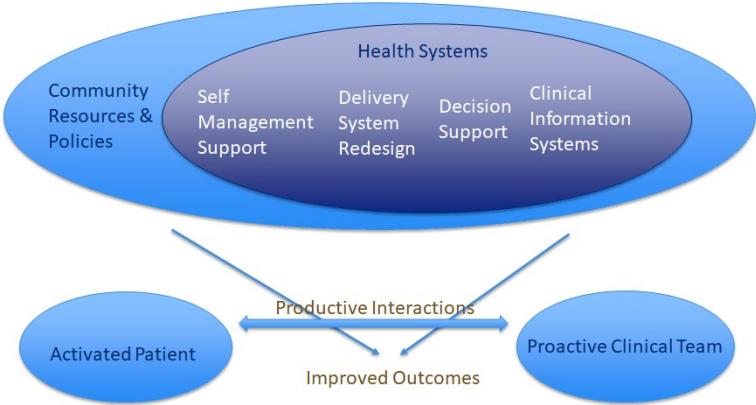 Health Systems
Community
Resources &
Policies
Self
Management
Support
Delivery
System
Redesign
Decision
Support
Clinical
Information
Systems
Productive Interactions
Activated Patient
Proactive Clinical Team
Improved Outcomes